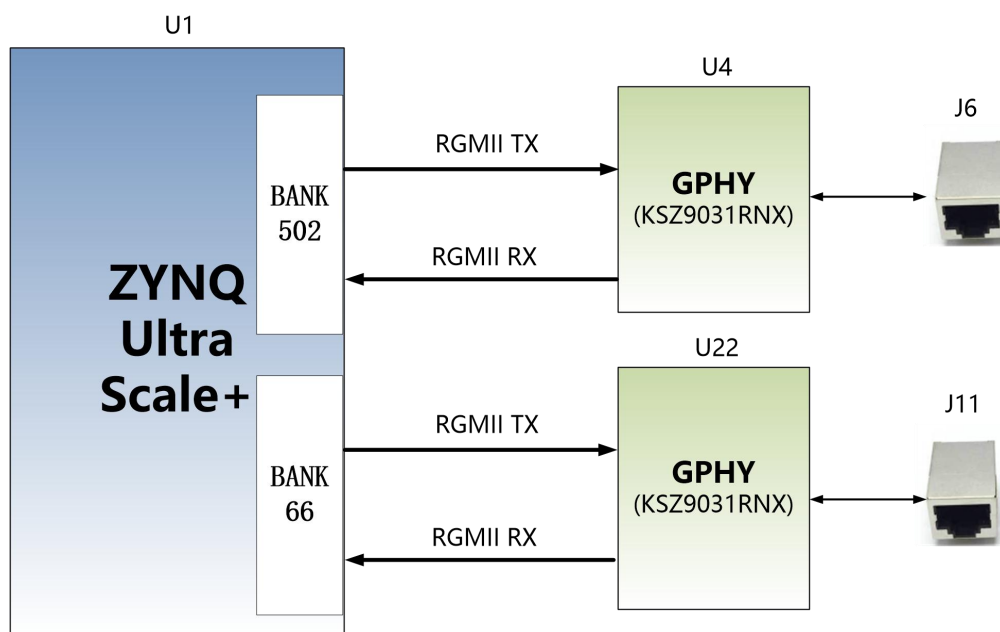 U1
ZYNQ
Ultra
Scale+
BANK
502
BANK
66
RGMII TX
RGMII RX
RGMII TX
RGMII RX
U4
GPHY
(KSZ9031RNX)
U22
GPHY
(KSZ9031RNX)
J6
J11